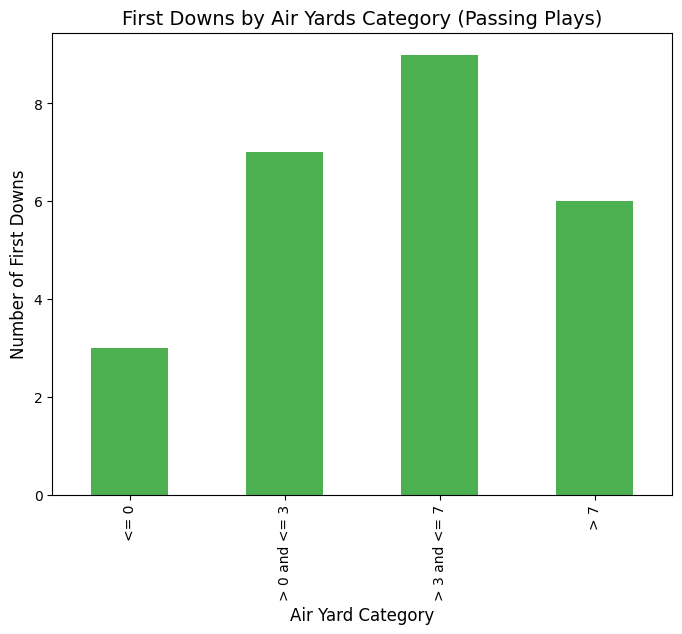 First Downs by Air Yards Category (Passing Plays)
Number of First Downs
8
6
4
2
0
<= 0
> 0 and <= 3
> 3 and <= 7
> 7
Air Yard Category